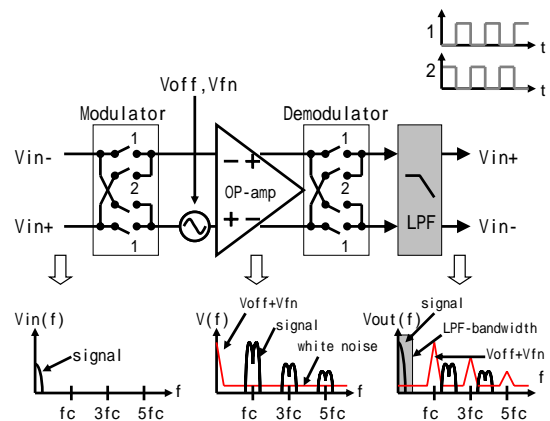 1
t
2
t
Voff,Vfn
Modulator
Demodulator
1
1
Vin-
Vin+
2
2
OP-amp
LPF
Vin+
Vin-
1
1
Vin(f)
signal
f
fc 3fc 5fc
V(f)
Voff+Vfn
signal
white noise
f
fc 3fc 5fc
Vout(f)
signal
LPF-bandwidth
Voff+Vfn
f
fc 3fc 5fc